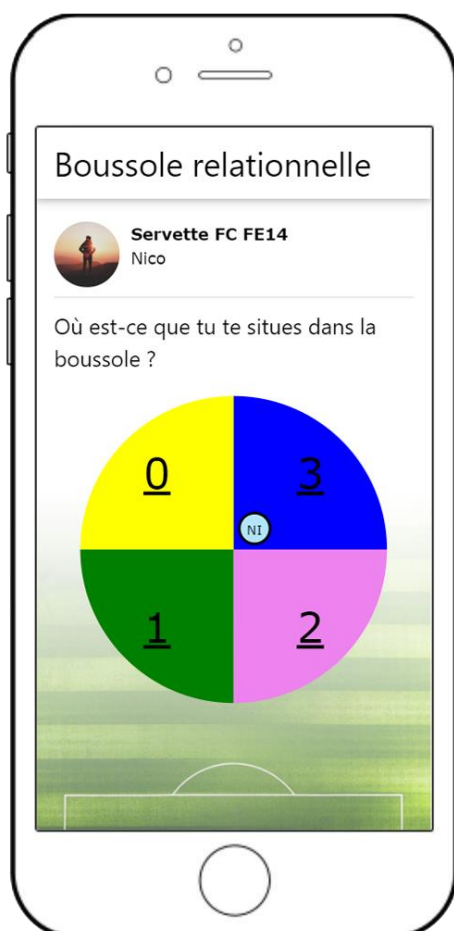 Boussole relationnelle
Servette FC FE14
Nico
Où est-ce que tu te situes dans la
boussole ?
0
3
NI
1
2